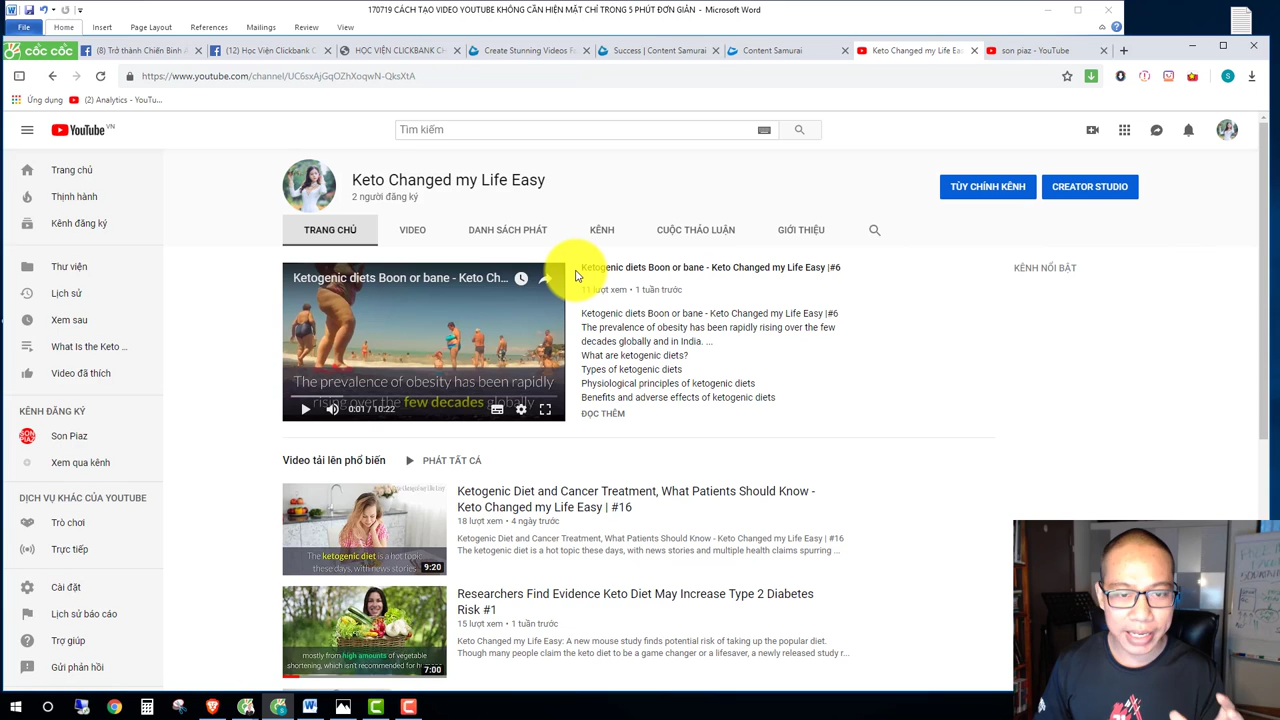 170719 CÁCH TẠO VIDEO YOUTUBE KHÔNG CẦN HIỆN MẶT CHỈ TRONG 5 PHÚT ĐƠN GIẢN - Microsoft Word
File Home Insert Page Layout References Mailings Review View
CỐC CỐC
(8) Trở thành Chiến Binh A
(12) Học Viện Clickbank C
HỌC VIỆN CLICKBANK CH
Create Stunning Videos Fa
Success | Content Samurai
Content Samurai
Keto Changed my Life Eas
son piaz - YouTube
https://www.youtube.com/channel/UC6sxAjGqOZhXoqwN-QksXtA
Ứng dụng
(2) Analytics - YouTu...
YouTube VN
Tìm kiếm
Trang chủ
Thịnh hành
Kênh đăng ký
Thư viện
Lịch sử
Xem sau
What Is the Keto ...
Video đã thích
KÊNH ĐĂNG KÝ
SON PIAZ
Son Piaz
Xem qua kênh
DỊCH VỤ KHÁC CỦA YOUTUBE
Trò chơi
Trực tiếp
Cài đặt
Lịch sử báo cáo
Trợ giúp
Gửi phản hồi
Keto Changed my Life Easy
2 người đăng ký
TÙY CHỈNH KÊNH
CREATOR STUDIO
TRANG CHỦ VIDEO DANH SÁCH PHÁT KÊNH CUỘC THẢO LUẬN GIỚI THIỆU
Ketogenic diets Boon or bane - Keto Ch...
The prevalence of obesity has been rapidly
rising over the few decades globally
0:01 / 10:22
Ketogenic diets Boon or bane - Keto Changed my Life Easy |#6
11 lượt xem • 1 tuần trước
Ketogenic diets Boon or bane - Keto Changed my Life Easy |#6
The prevalence of obesity has been rapidly rising over the few
decades globally and in India. ...
What are ketogenic diets?
Types of ketogenic diets
Physiological principles of ketogenic diets
Benefits and adverse effects of ketogenic diets
ĐỌC THÊM
KÊNH NỔI BẬT
Video tải lên phổ biến
PHÁT TẤT CẢ
The ketogenic diet is a hot topic
these days, with news stories
9:20
Ketogenic Diet and Cancer Treatment, What Patients Should Know -
Keto Changed my Life Easy | #16
18 lượt xem • 4 ngày trước
Ketogenic Diet and Cancer Treatment, What Patients Should Know - Keto Changed my Life Easy | #16
The ketogenic diet is a hot topic these days, with news stories and multiple health claims spurring ...
mostly from high amounts of vegetable
shortening, which isn't recommended for
7:00
Researchers Find Evidence Keto Diet May Increase Type 2 Diabetes
Risk #1
15 lượt xem • 1 tuần trước
Keto Changed my Life Easy: A new mouse study finds potential risk of taking up the popular diet.
Though many people claim the keto diet to be a game changer or a lifesaver, a newly released study r...